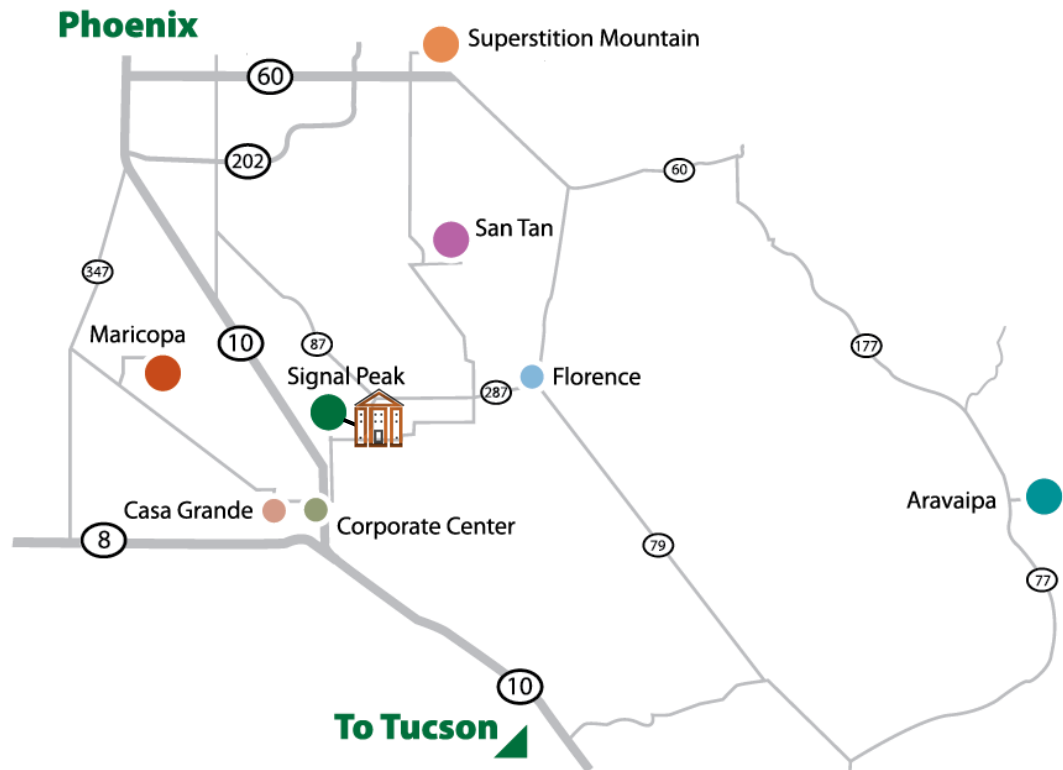 Phoenix
Superstition Mountain
60
202
60
San Tan
347
Maricopa
10
87
177
Signal Peak
287
Florence
Casa Grande
Corporate Center
Aravaipa
8
79
77
10
To Tucson